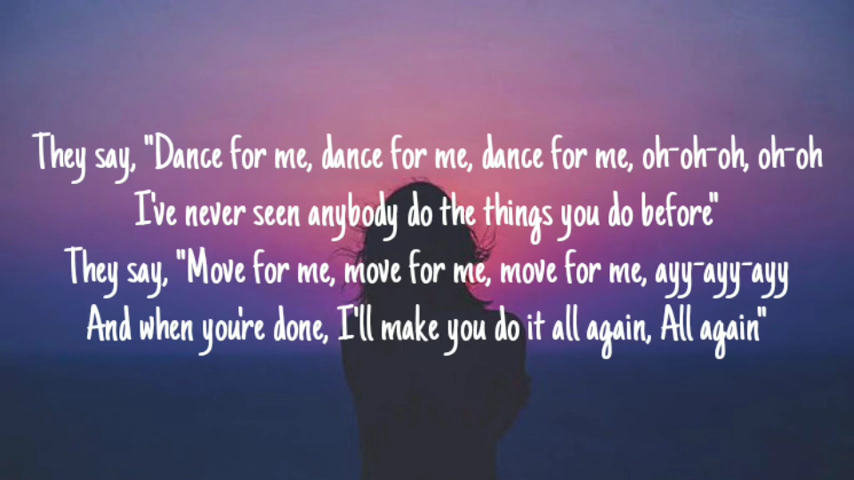 They say, "Dance for me, dance for me, dance for me, oh-oh-oh, oh-oh
I've never seen anybody do the things you do before"
They say, "Move for me, move for me, move for me, ayy-ayy-ayy
And when you're done, I'll make you do it all again, All again"